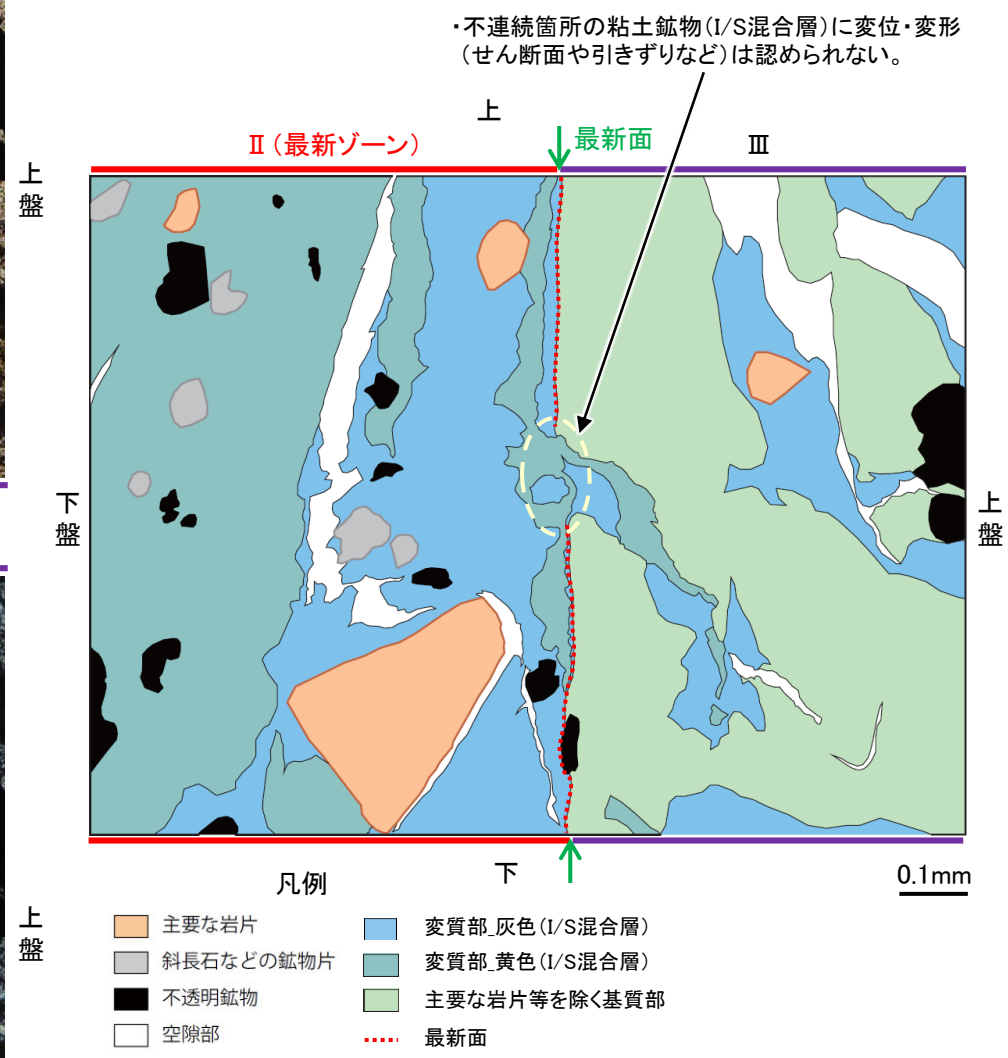 ・不連続箇所の粘土鉱物(I/S混合層)に変位・変形
(せん断面や引きずりなど)は認められない。
上
Ⅱ(最新ゾーン)
最新面
Ⅲ
上盤
下盤
上盤
下
0.1mm
上盤
凡例
主要な岩片
斜長石などの鉱物片
不透明鉱物
空隙部
変質部_灰色(I/S混合層)
変質部_黄色(I/S混合層)
主要な岩片等を除く基質部
最新面